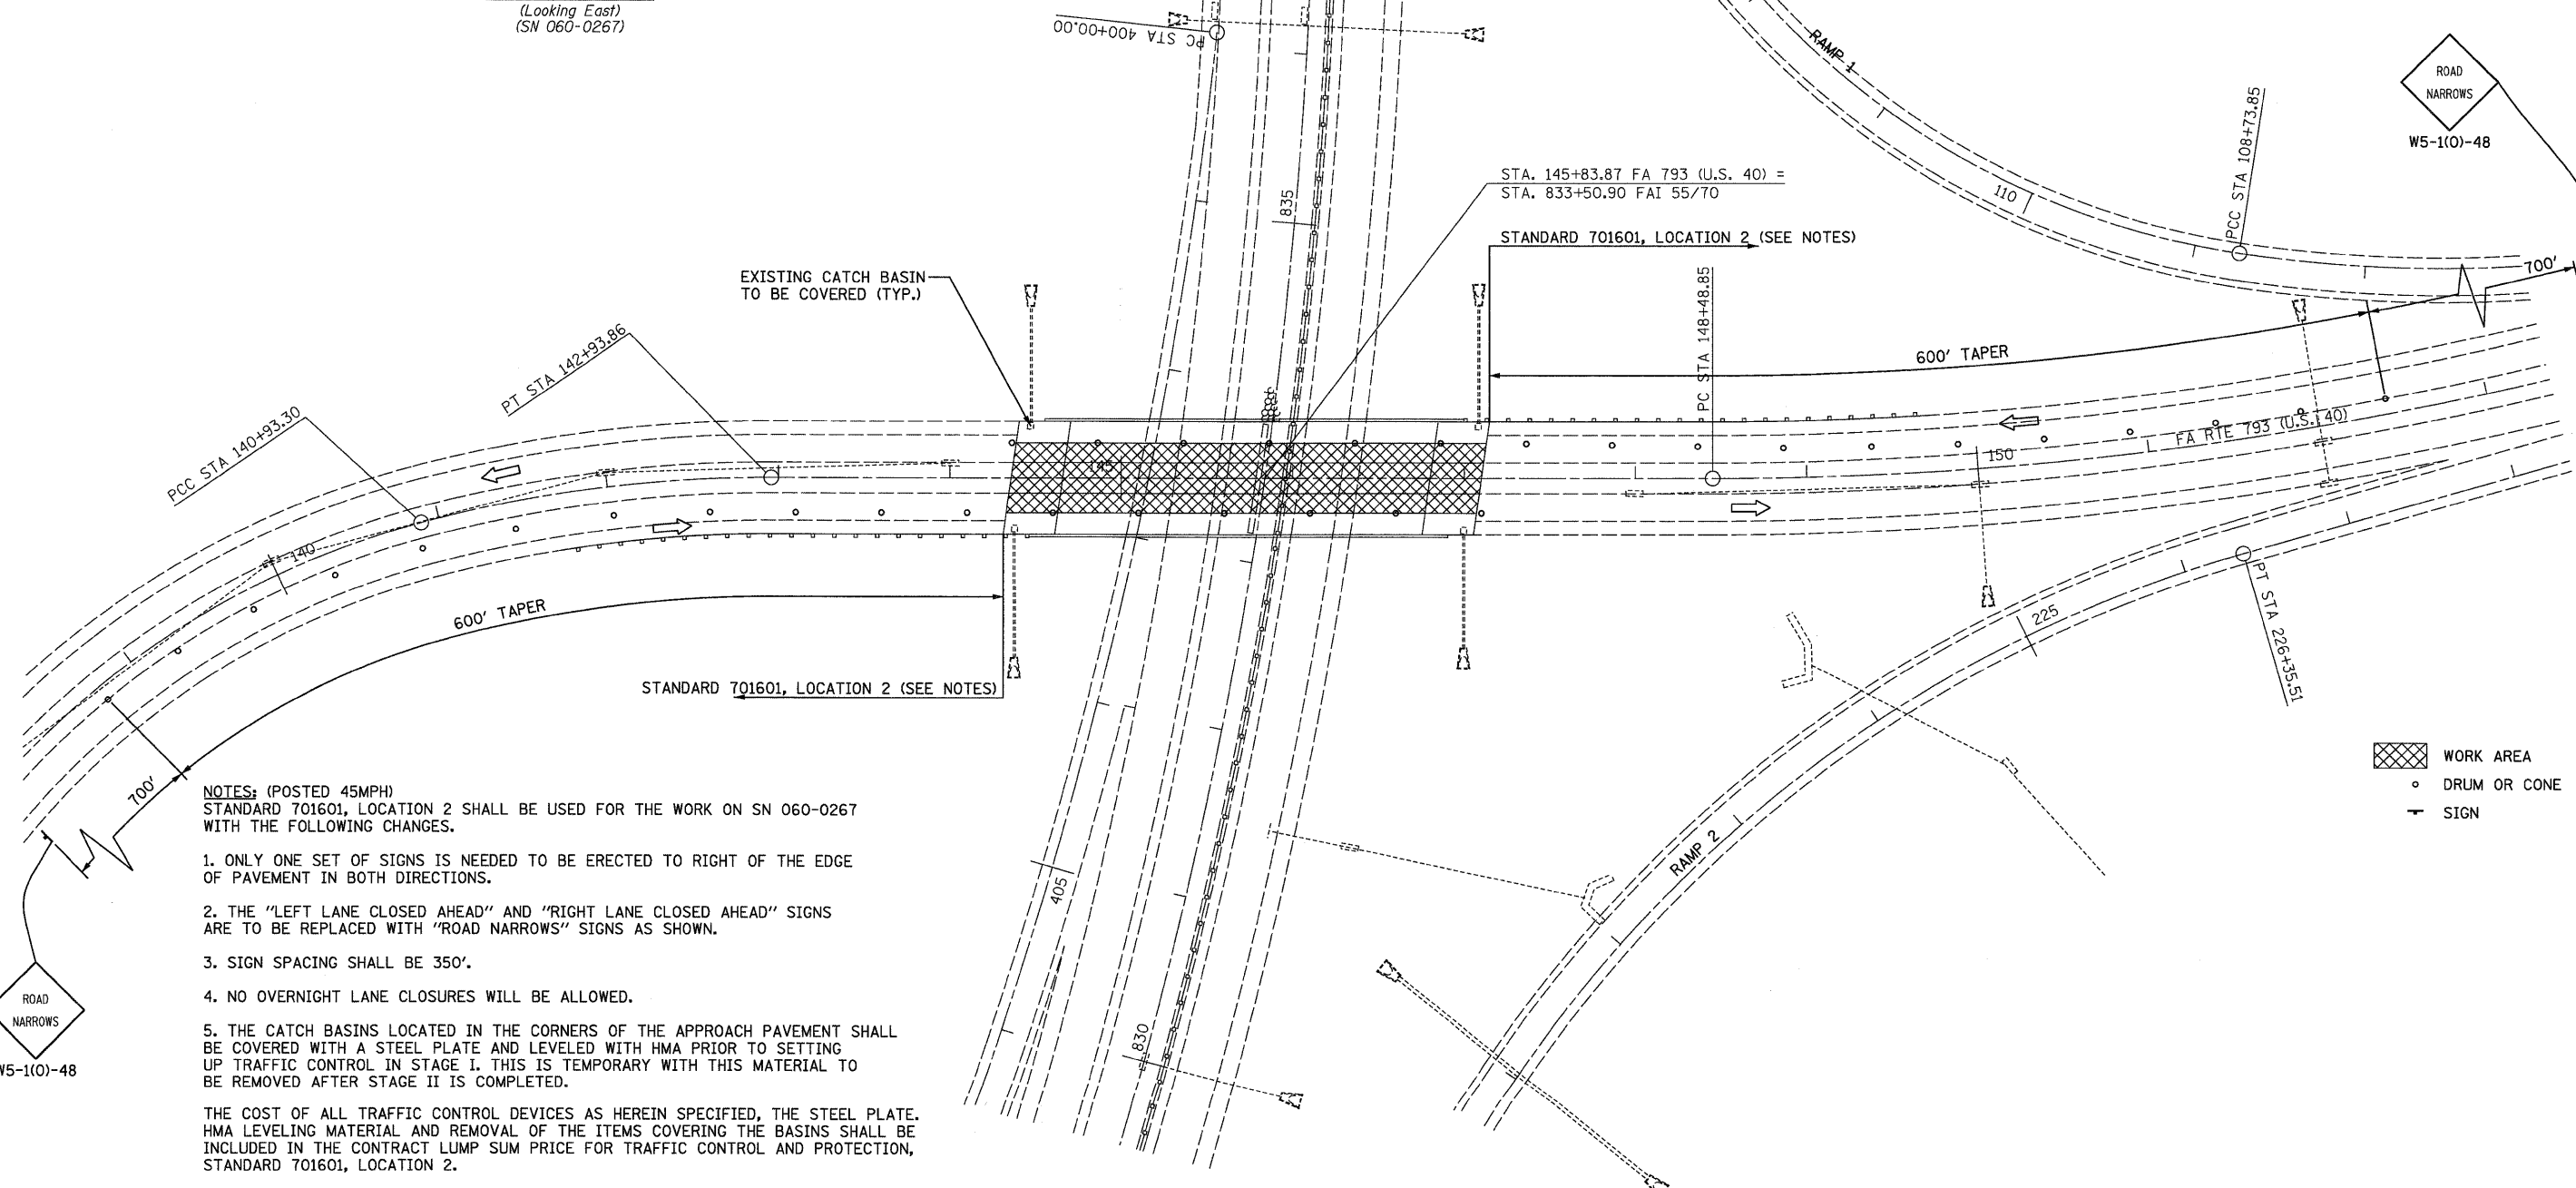 (Looking East)
(SN 060-0267)
PC STA 400+00.00
RAMP 1
ROAD
NARROWS
W5-1(O)-48
PCC STA 108+73.85
110
835
STA. 145+83.87 FA 793 (U.S. 40) =
STA. 833+50.90 FAI 55/70
STANDARD 701601, LOCATION 2 (SEE NOTES)
EXISTING CATCH BASIN
TO BE COVERED (TYP.)
700'
PC STA 148+48.85
600' TAPER
PT STA 142+93.86
PCC STA 140+93.30
FA RTE 793 (U.S. 40)
145
150
140
600' TAPER
225
PT STA 226+35.51
STANDARD 701601, LOCATION 2 (SEE NOTES)
700'
WORK AREA
DRUM OR CONE
SIGN
RAMP 2
405
830
NOTES: (POSTED 45MPH)
STANDARD 701601, LOCATION 2 SHALL BE USED FOR THE WORK ON SN 060-0267
WITH THE FOLLOWING CHANGES.
1. ONLY ONE SET OF SIGNS IS NEEDED TO BE ERECTED TO RIGHT OF THE EDGE
OF PAVEMENT IN BOTH DIRECTIONS.
2. THE "LEFT LANE CLOSED AHEAD" AND "RIGHT LANE CLOSED AHEAD" SIGNS
ARE TO BE REPLACED WITH "ROAD NARROWS" SIGNS AS SHOWN.
3. SIGN SPACING SHALL BE 350'.
4. NO OVERNIGHT LANE CLOSURES WILL BE ALLOWED.
5. THE CATCH BASINS LOCATED IN THE CORNERS OF THE APPROACH PAVEMENT SHALL
BE COVERED WITH A STEEL PLATE AND LEVELED WITH HMA PRIOR TO SETTING
UP TRAFFIC CONTROL IN STAGE I. THIS IS TEMPORARY WITH THIS MATERIAL TO
BE REMOVED AFTER STAGE II IS COMPLETED.
THE COST OF ALL TRAFFIC CONTROL DEVICES AS HEREIN SPECIFIED, THE STEEL PLATE.
HMA LEVELING MATERIAL AND REMOVAL OF THE ITEMS COVERING THE BASINS SHALL BE
INCLUDED IN THE CONTRACT LUMP SUM PRICE FOR TRAFFIC CONTROL AND PROTECTION,
STANDARD 701601, LOCATION 2.
ROAD
NARROWS
W5-1(O)-48